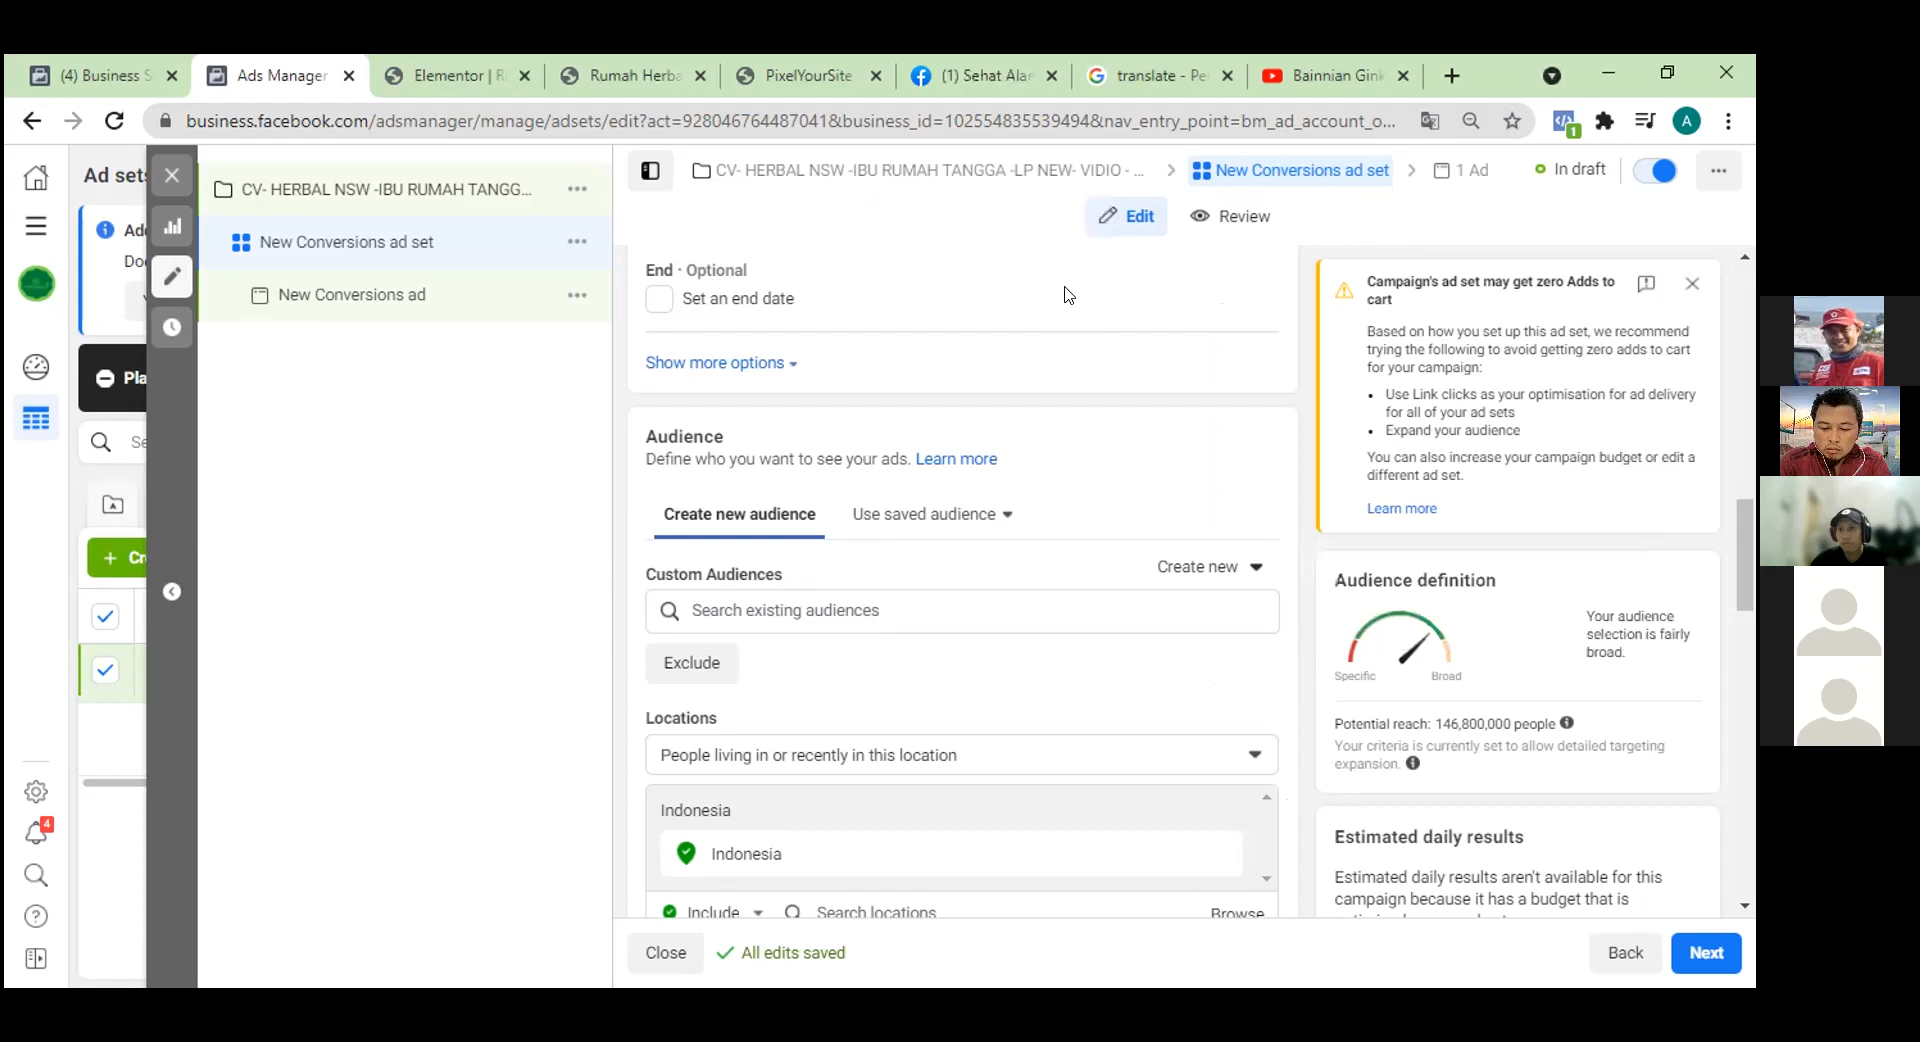 (4) Business S
Ads Manager
Elementor | R
Rumah Herba
PixelYourSite
(1) Sehat Alar
translate - Pe
Bainnian Gink
business.facebook.com/adsmanager/manage/adsets/edit?act=928046764487041&business_id=102554835539494&nav_entry_point=bm_ad_account_o...
1
A
Ad sets
CV- HERBAL NSW -IBU RUMAH TANGG...
New Conversions ad set
New Conversions ad
CV- HERBAL NSW -IBU RUMAH TANGGA -LP NEW- VIDIO - ...
New Conversions ad set
1 Ad
In draft
Edit
Review
Add
Doe
Y
Pla
Se
+ Cr
4
End · Optional
Set an end date
Show more options
Audience
Define who you want to see your ads. Learn more
Create new audience
Use saved audience
Custom Audiences
Create new
Search existing audiences
Exclude
Locations
People living in or recently in this location
Indonesia
Indonesia
Include
Search locations
Browse
Campaign's ad set may get zero Adds to
cart
Based on how you set up this ad set, we recommend
trying the following to avoid getting zero adds to cart
for your campaign:
• Use Link clicks as your optimisation for ad delivery
for all of your ad sets
• Expand your audience
You can also increase your campaign budget or edit a
different ad set.
Learn more
Audience definition
Your audience
selection is fairly
broad.
Specific
Broad
Potential reach: 146,800,000 people
Your criteria is currently set to allow detailed targeting
expansion.
Estimated daily results
Estimated daily results aren't available for this
campaign because it has a budget that is
Close
All edits saved
Back
Next